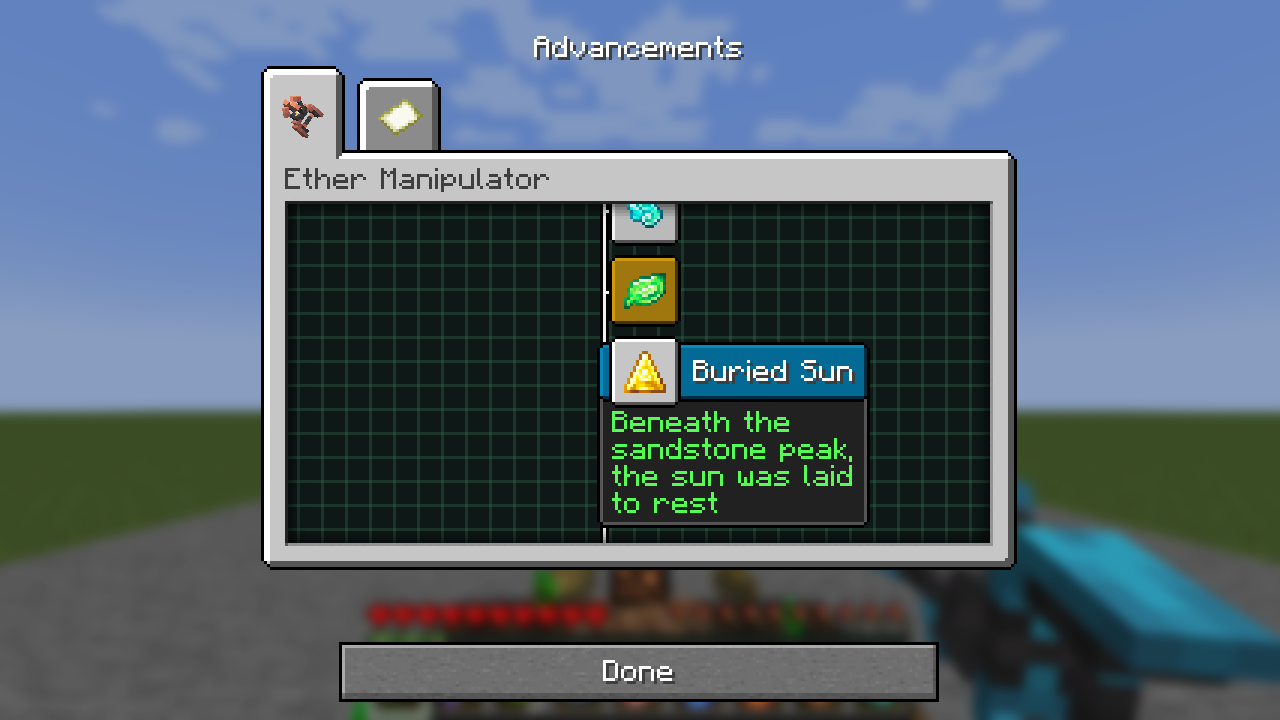 Advancements
Ether Manipulator
Buried Sun
Beneath the
sandstone peak,
the sun was laid
to rest
Done